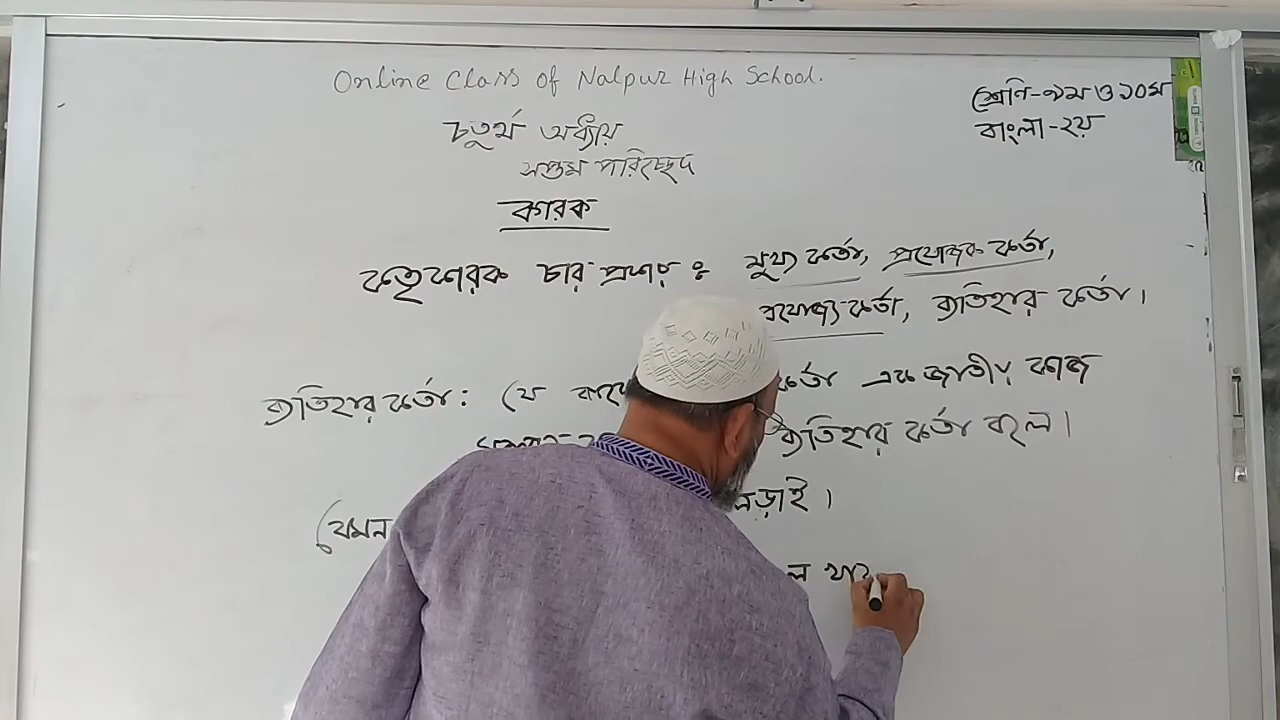 Online Class of Nalpur High School.
শ্রেণি-৯ম ও ১০ম
বাংলা-২য়
চতুর্থ অধ্যায়
সপ্তম পরিচ্ছেদ
কারক
কর্তৃকারক চার প্রকার ঃ মুখ্য কর্তা, প্রযোজক কর্তা,
প্রযোজ্য কর্তা, ব্যতিহার কর্তা।
ব্যতিহার কর্তা: যে কর্তা এক জাতীয় কাজ
ব্যতিহার কর্তা বলে।
যেমন লড়াই।